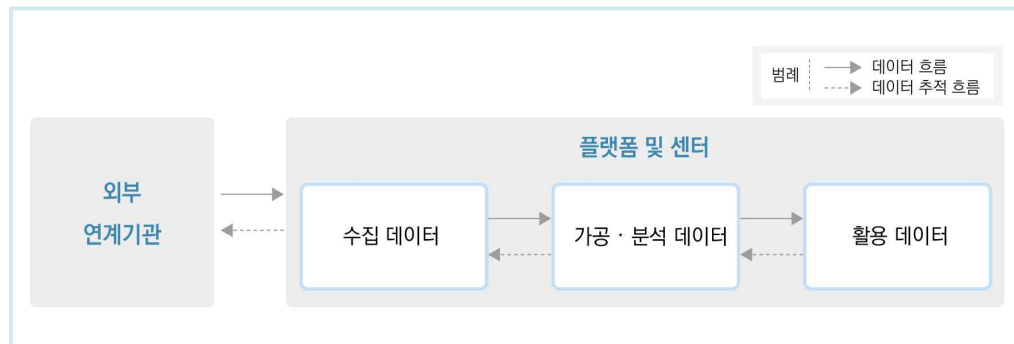 범례
데이터 흐름
데이터 추적 흐름
플랫폼 및 센터
외부
연계기관
수집 데이터
가공 · 분석 데이터
활용 데이터